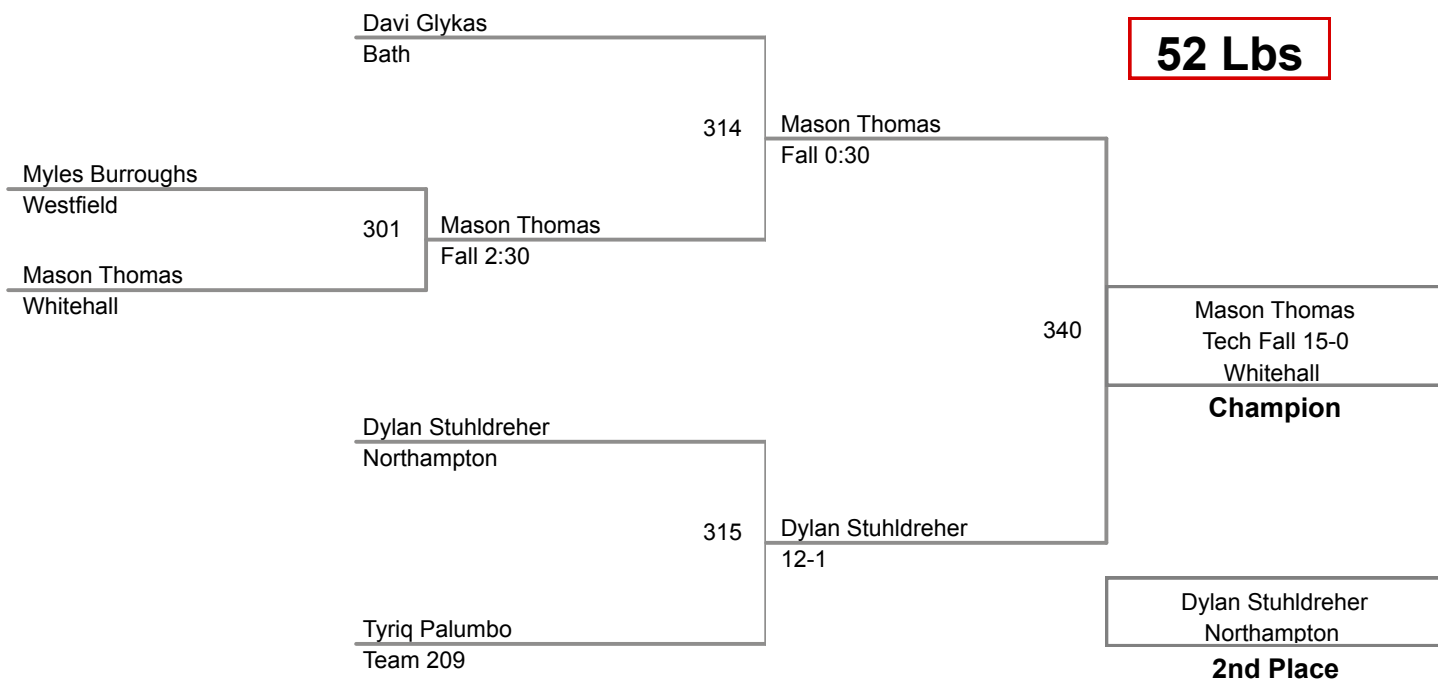 Davi Glykas
Bath
52 Lbs
314
Mason Thomas
Fall 0:30
Myles Burroughs
Westfield
301
Mason Thomas
Fall 2:30
Mason Thomas
Whitehall
340
Mason Thomas
Tech Fall 15-0
Whitehall
Champion
Dylan Stuhldreher
Northampton
315
Dylan Stuhldreher
12-1
Tyriq Palumbo
Team 209
Dylan Stuhldreher
Northampton
2nd Place